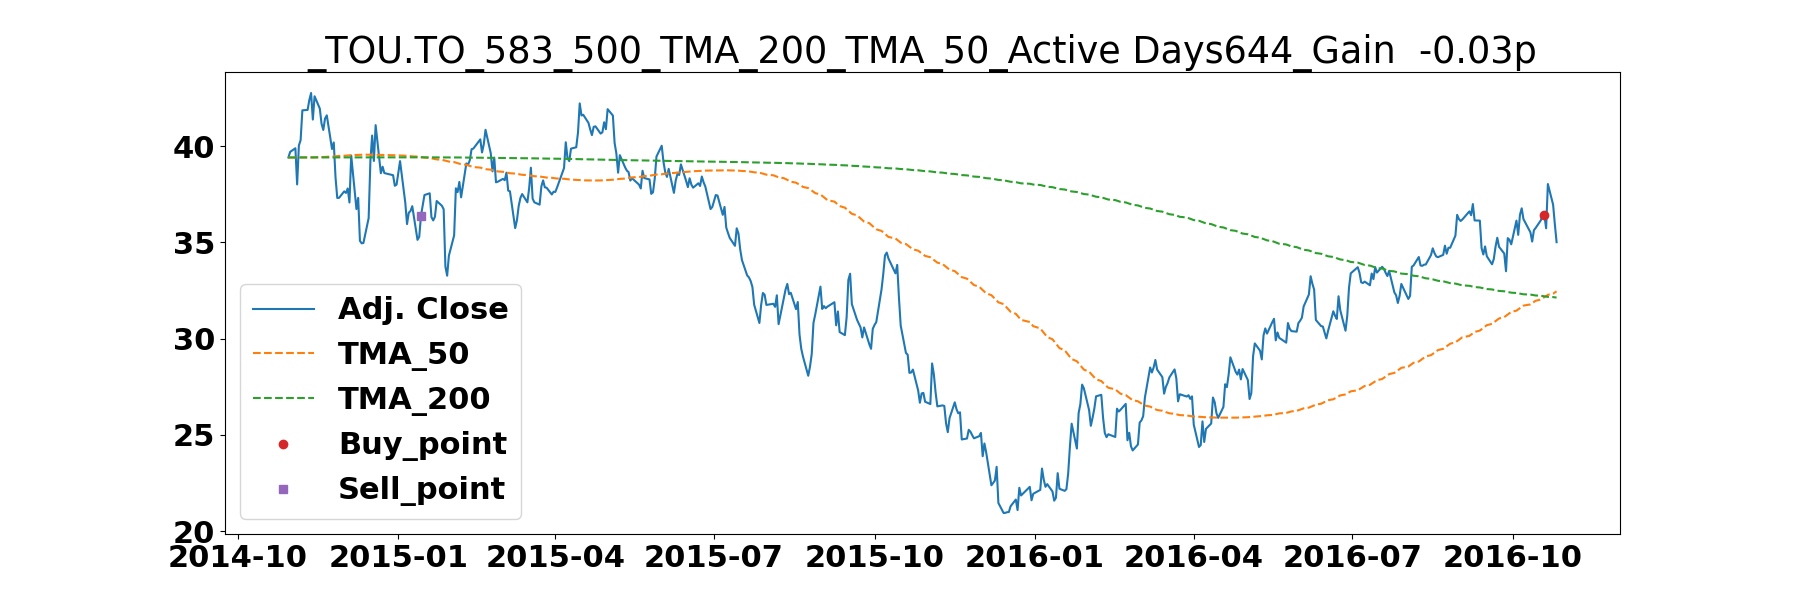 _TOU.TO_583_500_TMA_200_TMA_50_Active Days644_Gain  -0.03p
40
35
30
25
20
Adj. Close
TMA_50
TMA_200
Buy_point
Sell_point
2014-10 2015-01 2015-04 2015-07 2015-10 2016-01 2016-04 2016-07 2016-10